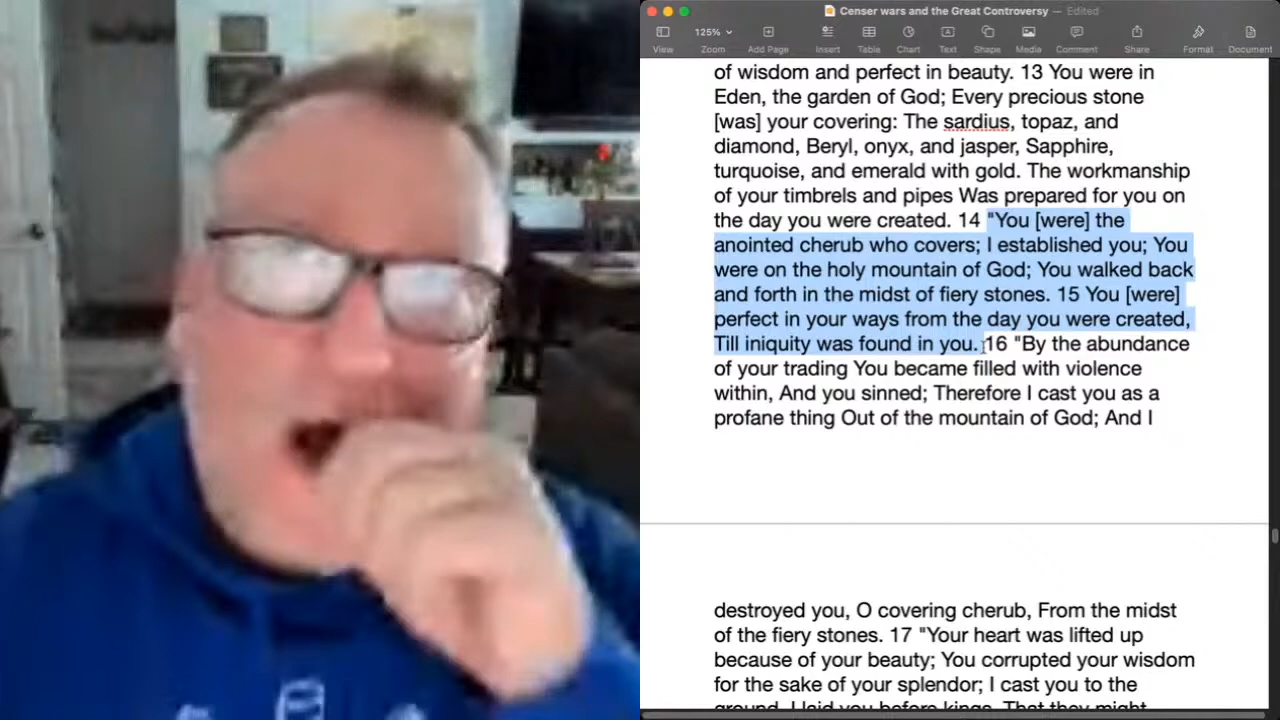 Censer wars and the Great Controversy — Edited
125%
View Zoom Add Page Insert Table Chart Text Shape Media Comment Share Format Document
of wisdom and perfect in beauty. 13 You were in
Eden, the garden of God; Every precious stone
[was] your covering: The sardius, topaz, and
diamond, Beryl, onyx, and jasper, Sapphire,
turquoise, and emerald with gold. The workmanship
of your timbrels and pipes Was prepared for you on
the day you were created. 14 "You [were] the
anointed cherub who covers; I established you; You
were on the holy mountain of God; You walked back
and forth in the midst of fiery stones. 15 You [were]
perfect in your ways from the day you were created,
Till iniquity was found in you. 16 "By the abundance
of your trading You became filled with violence
within, And you sinned; Therefore I cast you as a
profane thing Out of the mountain of God; And I
destroyed you, O covering cherub, From the midst
of the fiery stones. 17 "Your heart was lifted up
because of your beauty; You corrupted your wisdom
for the sake of your splendor; I cast you to the
ground, I laid you before kings, That they might